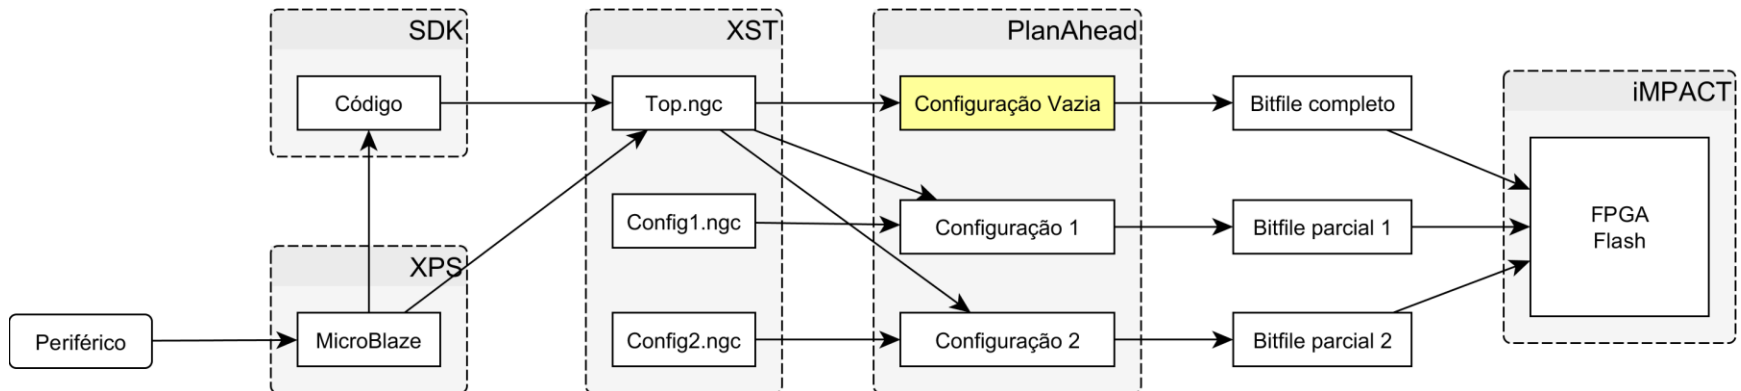 SDK
XST
PlanAhead
iMPACT
Código
Top.ngc
Configuração Vazia
Bitfile completo
Config1.ngc
Configuração 1
Bitfile parcial 1
FPGA
Flash
XPS
Periférico
MicroBlaze
Config2.ngc
Configuração 2
Bitfile parcial 2